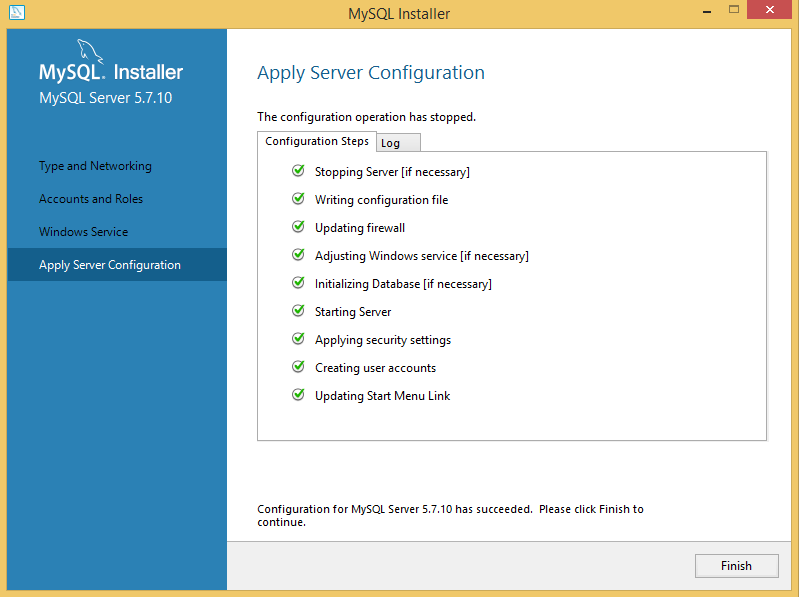 MySQL Installer
MySQL. Installer
MySQL Server 5.7.10
Type and Networking
Accounts and Roles
Windows Service
Apply Server Configuration
Apply Server Configuration
The configuration operation has stopped.
Configuration Steps
Log
Stopping Server [if necessary]
Writing configuration file
Updating firewall
Adjusting Windows service [if necessary]
Initializing Database [if necessary]
Starting Server
Applying security settings
Creating user accounts
Updating Start Menu Link
Configuration for MySQL Server 5.7.10 has succeeded. Please click Finish to
continue.
Finish